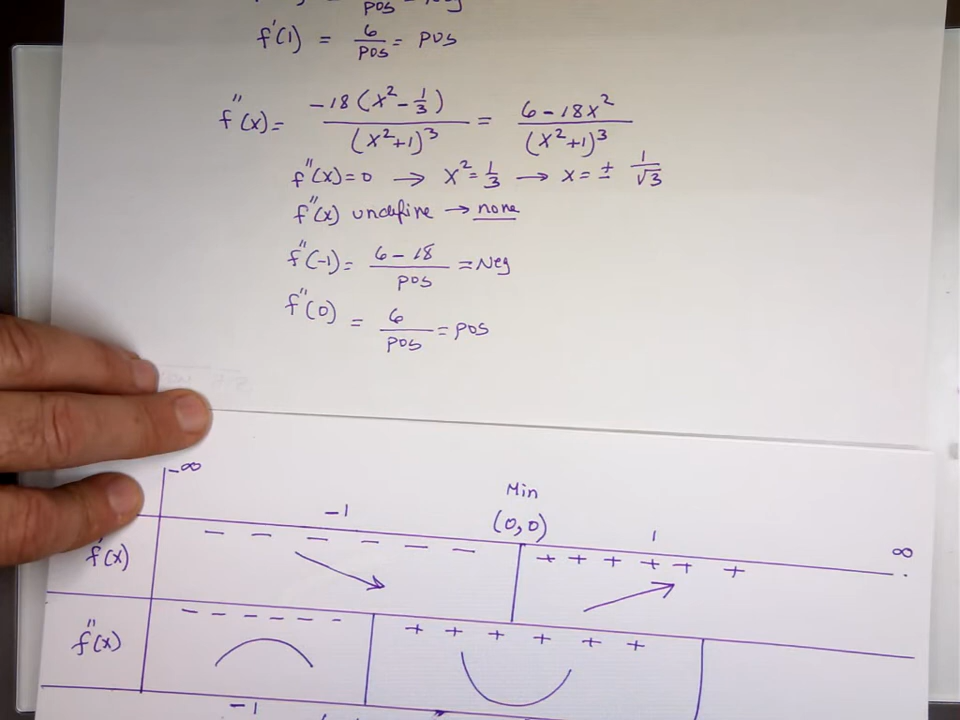 f'(1) = 6/pos = pos
f''(x) = -18(x² - 1/3)/(x²+1)³ = 6-18x²/(x²+1)³
f''(x)=0 → x²=1/3 → x=± 1/√3
f''(x) undefine → none
f''(-1) = 6-18/pos = Neg
f''(0) = 6/pos = pos
-∞
Min
-1 (0,0) 1 ∞
f'(x) - - - - - - + + + + + +
f''(x) - - - - - - + + + + + +
-1